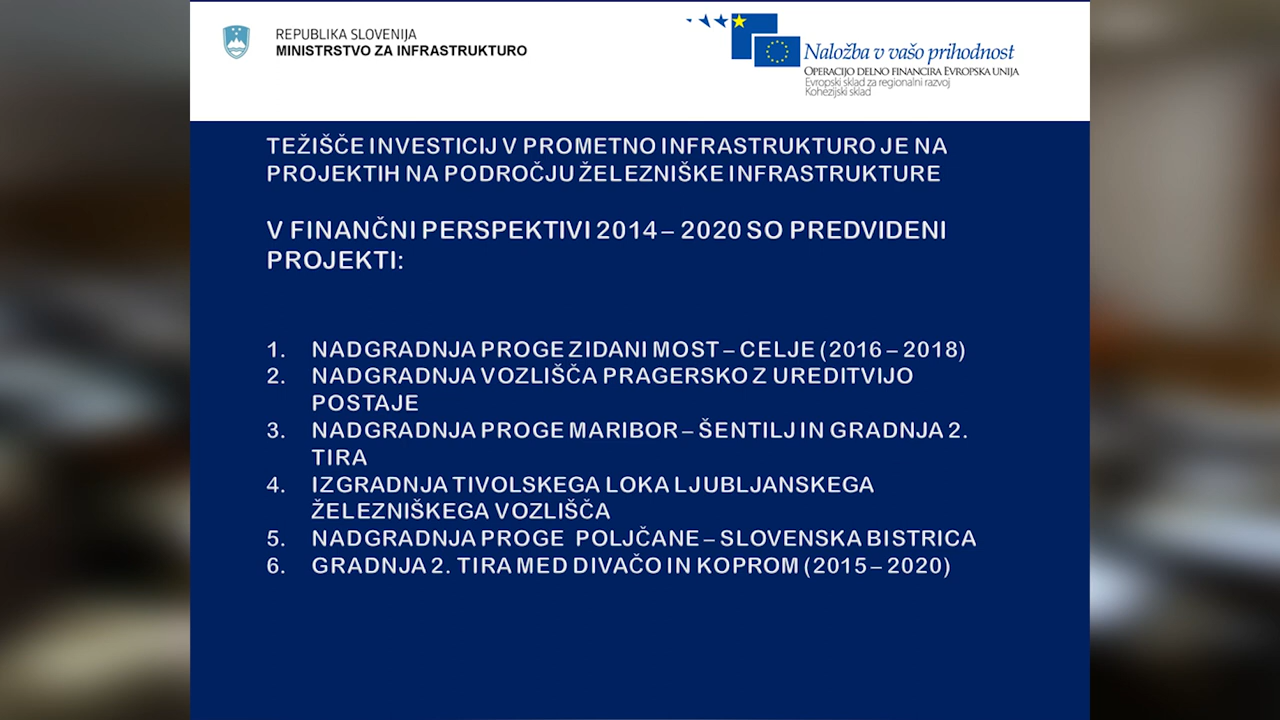 REPUBLIKA SLOVENIJA
MINISTRSTVO ZA INFRASTRUKTURO
Naložba v vašo prihodnost
OPERACIJO DELNO FINANCIRA EVROPSKA UNIJA
Evropski sklad za regionalni razvoj
Kohezijski sklad
TEŽIŠČE INVESTICIJ V PROMETNO INFRASTRUKTURO JE NA
PROJEKTIH NA PODROČJU ŽELEZNIŠKE INFRASTRUKTURE
V FINANČNI PERSPEKTIVI 2014 – 2020 SO PREDVIDENI
PROJEKTI:
1. NADGRADNJA PROGE ZIDANI MOST – CELJE (2016 – 2018)
2. NADGRADNJA VOZLIŠČA PRAGERSKO Z UREDITVIJO
POSTAJE
3. NADGRADNJA PROGE MARIBOR – ŠENTILJ IN GRADNJA 2.
TIRA
4. IZGRADNJA TIVOLSKEGA LOKA LJUBLJANSKEGA
ŽELEZNIŠKEGA VOZLIŠČA
5. NADGRADNJA PROGE POLJČANE – SLOVENSKA BISTRICA
6. GRADNJA 2. TIRA MED DIVAČO IN KOPROM (2015 – 2020)